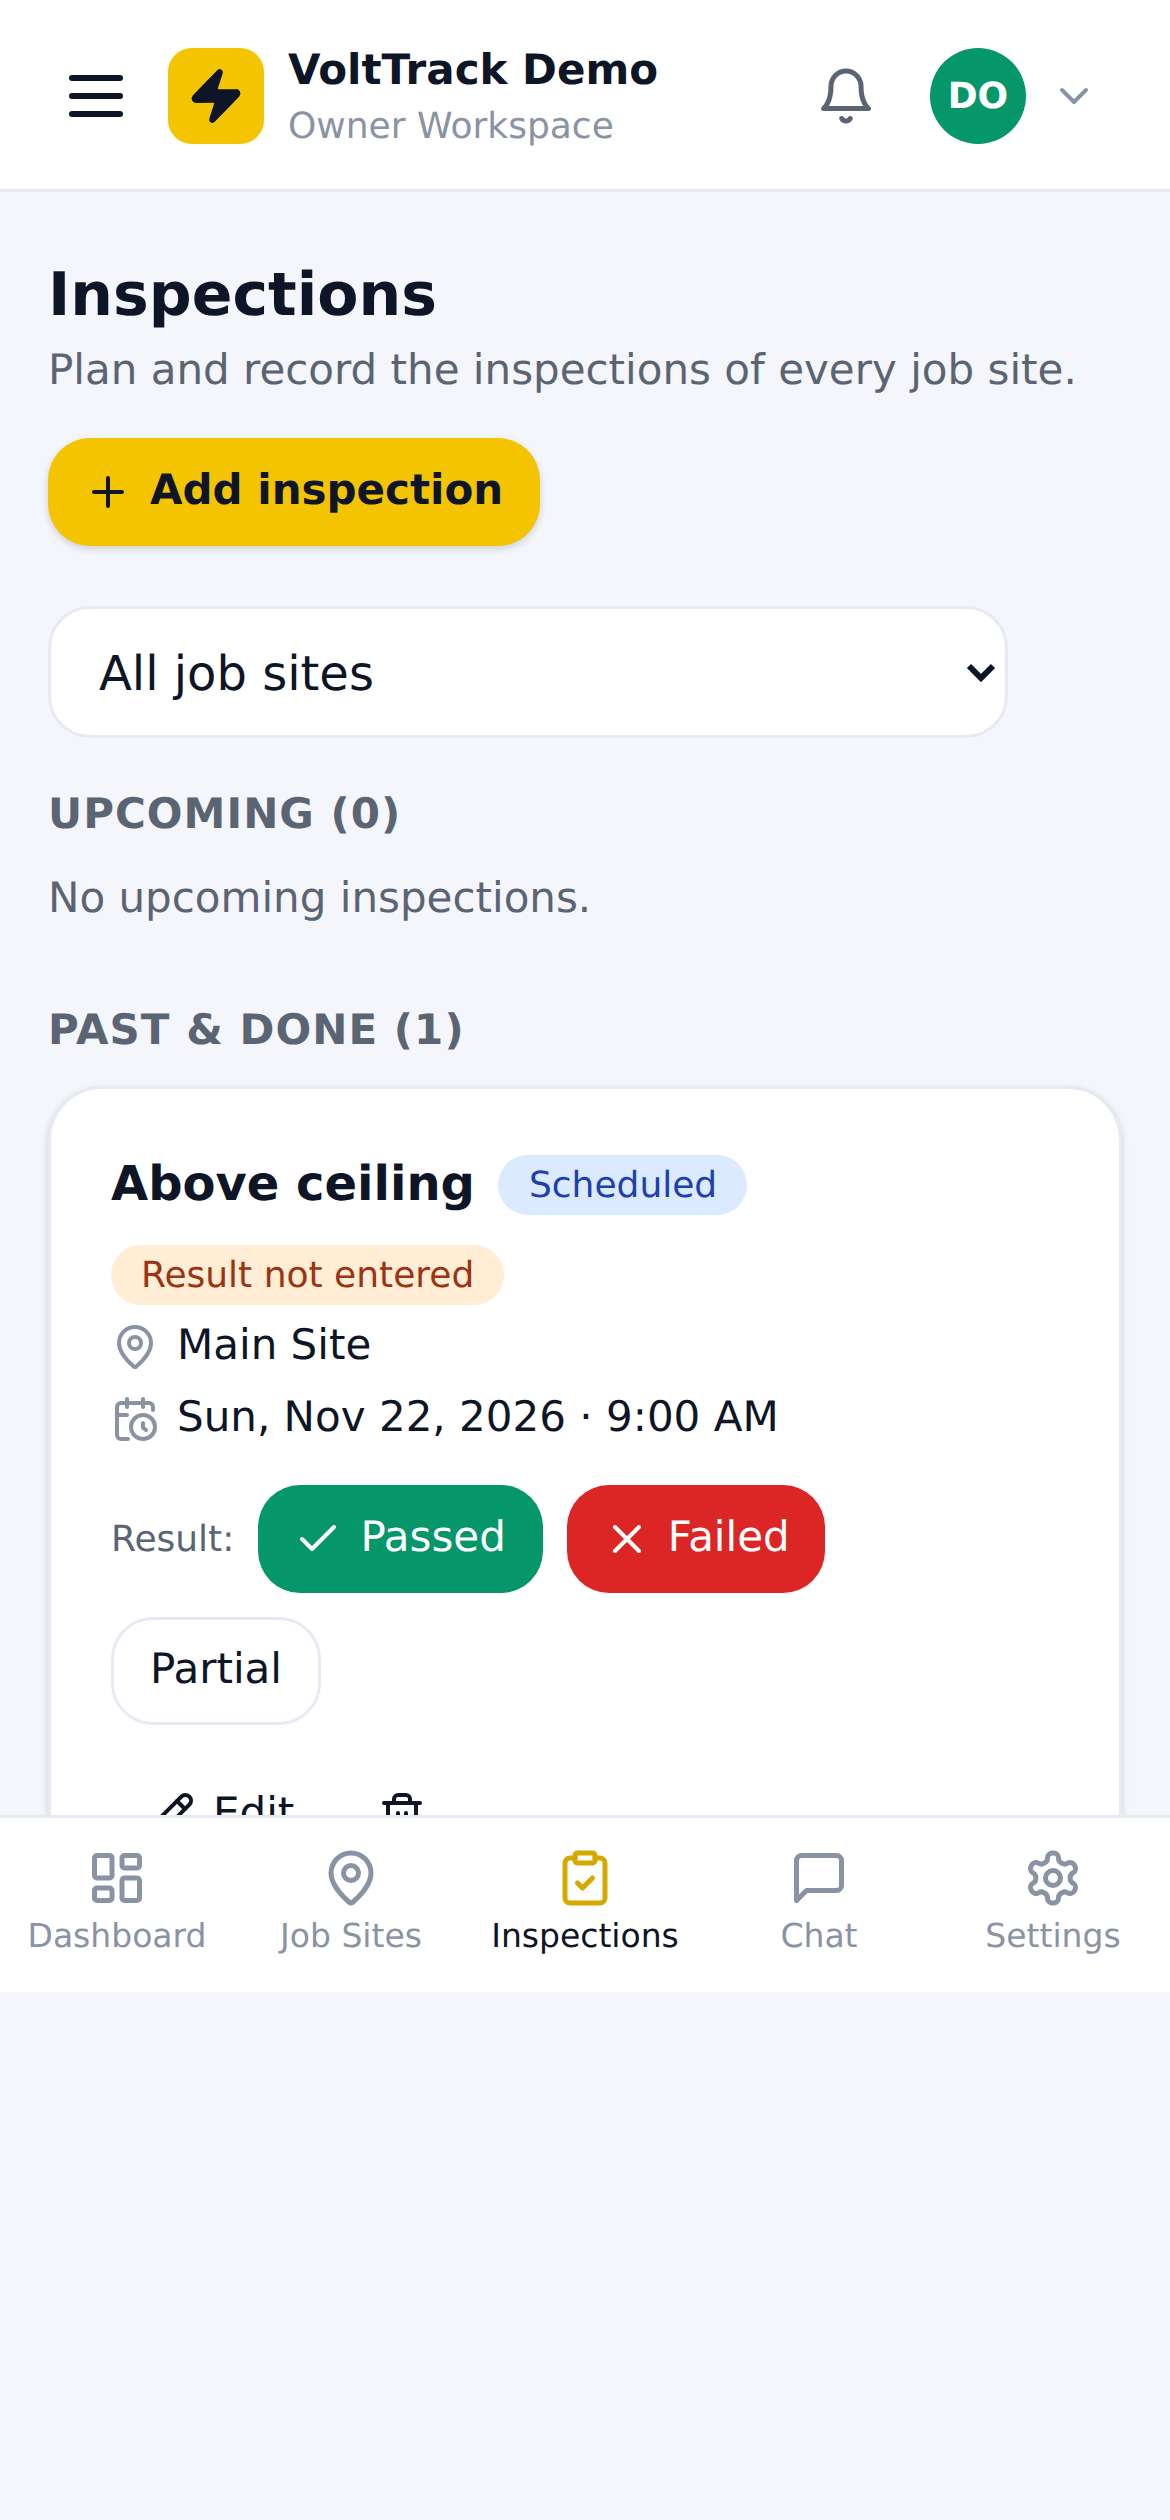 VoltTrack Demo
Owner Workspace
DO
Inspections
Plan and record the inspections of every job site.
Add inspection
All job sites
UPCOMING (0)
No upcoming inspections.
PAST & DONE (1)
Above ceiling Scheduled
Result not entered
Main Site
Sun, Nov 22, 2026 · 9:00 AM
Result: Passed Failed
Partial
Edit
Dashboard Job Sites Inspections Chat Settings